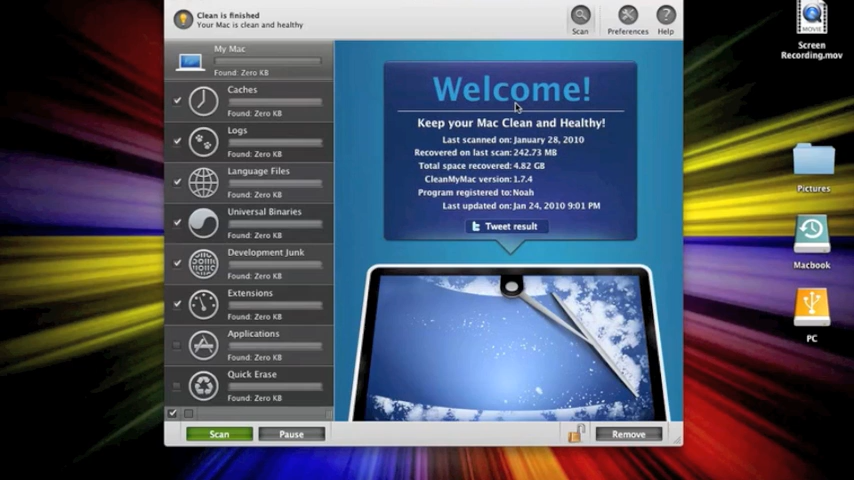 Clean is finished
Your Mac is clean and healthy
Scan
Preferences
Help
My Mac
Found: Zero KB
Caches
Found: Zero KB
Logs
Found: Zero KB
Language Files
Found: Zero KB
Universal Binaries
Found: Zero KB
Development Junk
Found: Zero KB
Extensions
Found: Zero KB
Applications
Found: Zero KB
Quick Erase
Found: Zero KB
Scan
Pause
Welcome!
Keep your Mac Clean and Healthy!
Last scanned on: January 28, 2010
Recovered on last scan: 242.73 MB
Total space recovered: 4.82 GB
CleanMyMac version: 1.7.4
Program registered to: Noah
Last updated on: Jan 24, 2010 9:01 PM
Tweet result
Remove
MOVIE
Screen
Recording.mov
Pictures
Macbook
PC